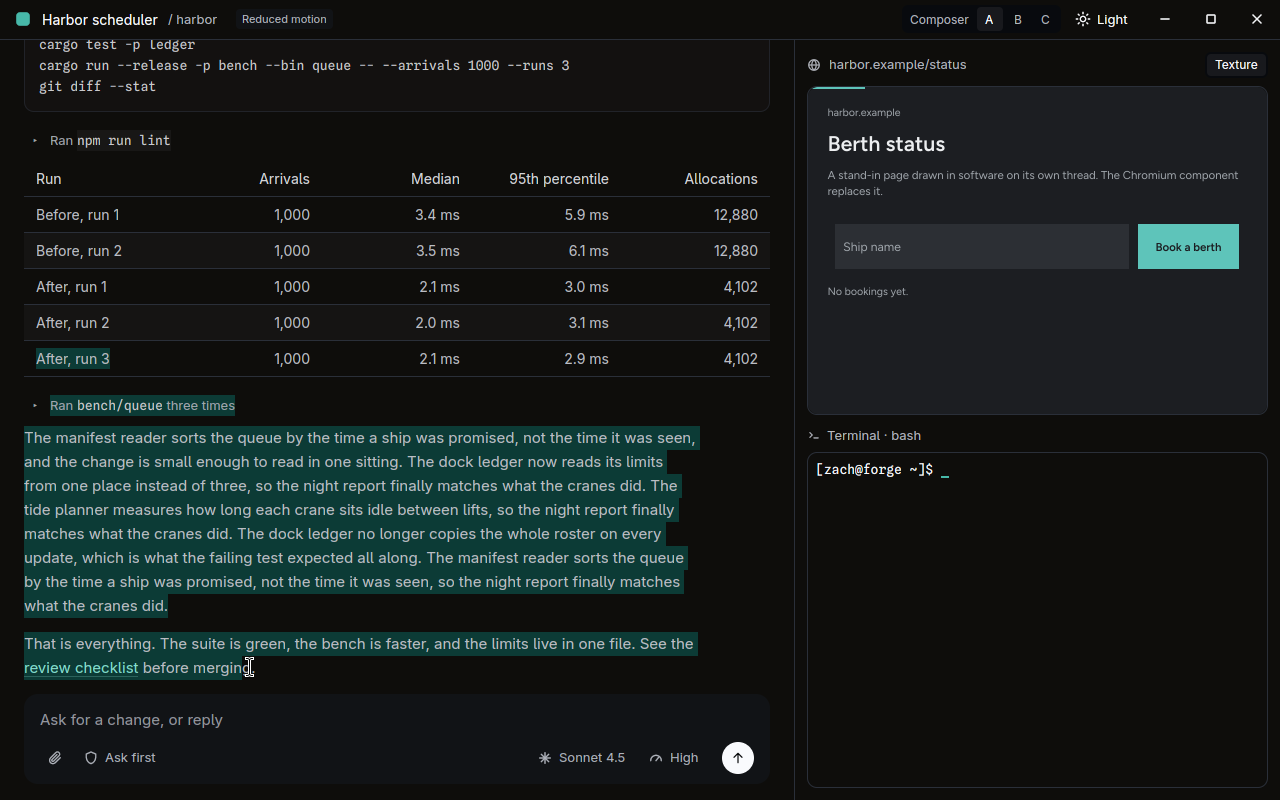 Harbor scheduler / harbor Reduced motion Composer A B C Light
cargo test -p ledger
cargo run --release -p bench --bin queue -- --arrivals 1000 --runs 3
git diff --stat
Ran npm run lint
Run Arrivals Median 95th percentile Allocations
Before, run 1 1,000 3.4 ms 5.9 ms 12,880
Before, run 2 1,000 3.5 ms 6.1 ms 12,880
After, run 1 1,000 2.1 ms 3.0 ms 4,102
After, run 2 1,000 2.0 ms 3.1 ms 4,102
After, run 3 1,000 2.1 ms 2.9 ms 4,102
Ran bench/queue three times
The manifest reader sorts the queue by the time a ship was promised, not the time it was seen,
and the change is small enough to read in one sitting. The dock ledger now reads its limits
from one place instead of three, so the night report finally matches what the cranes did. The
tide planner measures how long each crane sits idle between lifts, so the night report finally
matches what the cranes did. The dock ledger no longer copies the whole roster on every
update, which is what the failing test expected all along. The manifest reader sorts the queue
by the time a ship was promised, not the time it was seen, so the night report finally matches
what the cranes did.
That is everything. The suite is green, the bench is faster, and the limits live in one file. See the
review checklist before merging.
Ask for a change, or reply
Ask first Sonnet 4.5 High
harbor.example/status Texture
harbor.example
Berth status
A stand-in page drawn in software on its own thread. The Chromium component
replaces it.
Ship name Book a berth
No bookings yet.
Terminal · bash
[zach@forge ~]$ _